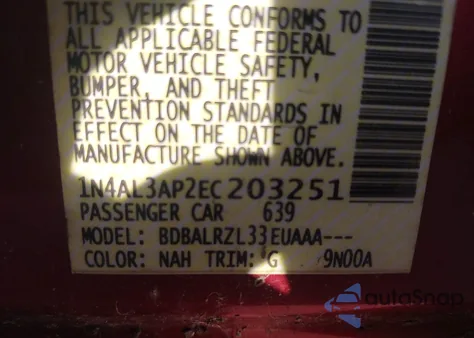 THIS VEHICLE CONFORMS TO
ALL APPLICABLE FEDERAL
MOTOR VEHICLE SAFETY,
BUMPER, AND THEFT
PREVENTION STANDARDS IN
EFFECT ON THE DATE OF
MANUFACTURE SHOWN ABOVE.
1N4AL3AP2EC203251
PASSENGER CAR 639
MODEL: BDBALRZL33EUAAA---
COLOR: NAH TRIM: G 9N00A
autoSnap